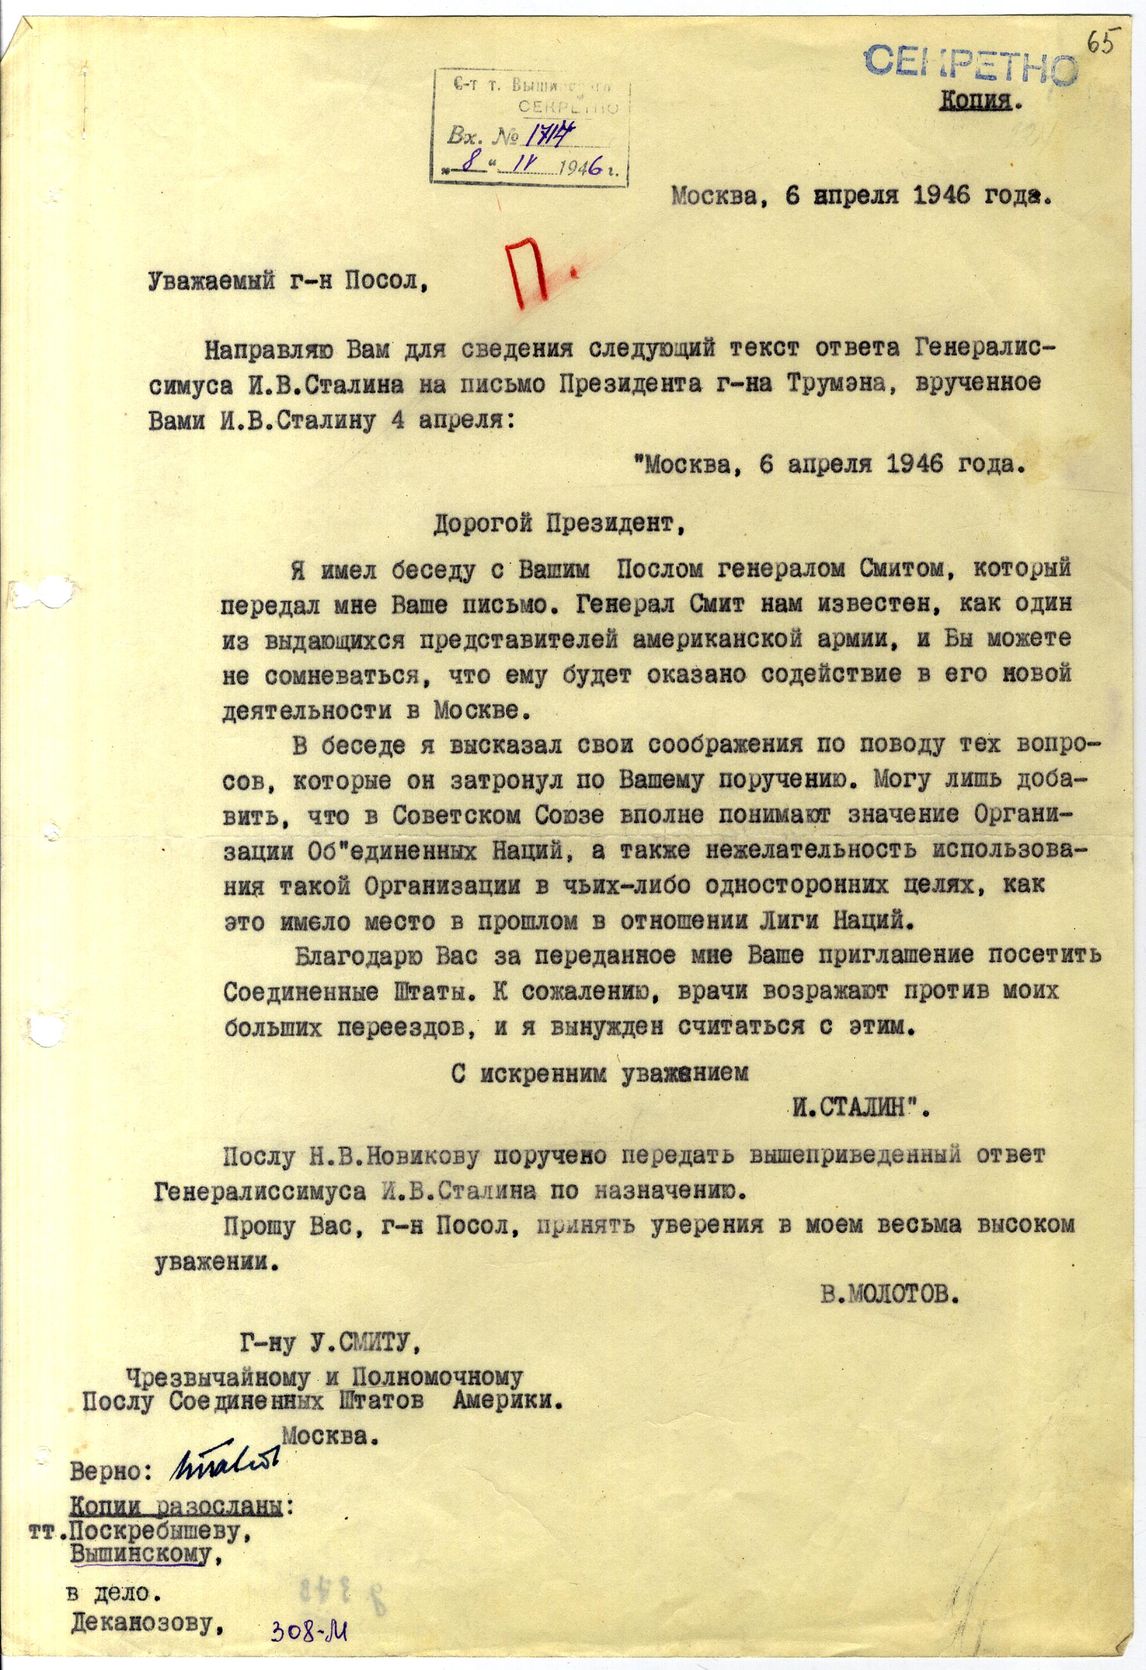 65
СЕКРЕТНО
Копия.
С-т т. Вышинского
СЕКРЕТНО
Вх. № 1717
„8“ IV 1946 г.
Москва, 6 апреля 1946 года.
П.
Уважаемый г-н Посол,
Направляю Вам для сведения следующий текст ответа Генералис-
симуса И.В.Сталина на письмо Президента г-на Трумэна, врученное
Вами И.В.Сталину 4 апреля:
"Москва, 6 апреля 1946 года.
Дорогой Президент,
Я имел беседу с Вашим Послом генералом Смитом, который
передал мне Ваше письмо. Генерал Смит нам известен, как один
из выдающихся представителей американской армии, и Вы можете
не сомневаться, что ему будет оказано содействие в его новой
деятельности в Москве.
В беседе я высказал свои соображения по поводу тех вопро-
сов, которые он затронул по Вашему поручению. Могу лишь доба-
вить, что в Советском Союзе вполне понимают значение Органи-
зации Об"единенных Наций, а также нежелательность использова-
ния такой Организации в чьих-либо односторонних целях, как
это имело место в прошлом в отношении Лиги Наций.
Благодарю Вас за переданное мне Ваше приглашение посетить
Соединенные Штаты. К сожалению, врачи возражают против моих
больших переездов, и я вынужден считаться с этим.
С искренним уважением
И.СТАЛИН".
Послу Н.В.Новикову поручено передать вышеприведенный ответ
Генералиссимуса И.В.Сталина по назначению.
Прошу Вас, г-н Посол, принять уверения в моем весьма высоком
уважении.
В.МОЛОТОВ.
Г-ну У.СМИТУ,
Чрезвычайному и Полномочному
Послу Соединенных Штатов Америки.
Москва.
Верно:
Копии разосланы:
тт.Поскребышеву,
Вышинскому,
в дело.
Деканозову,
308-М